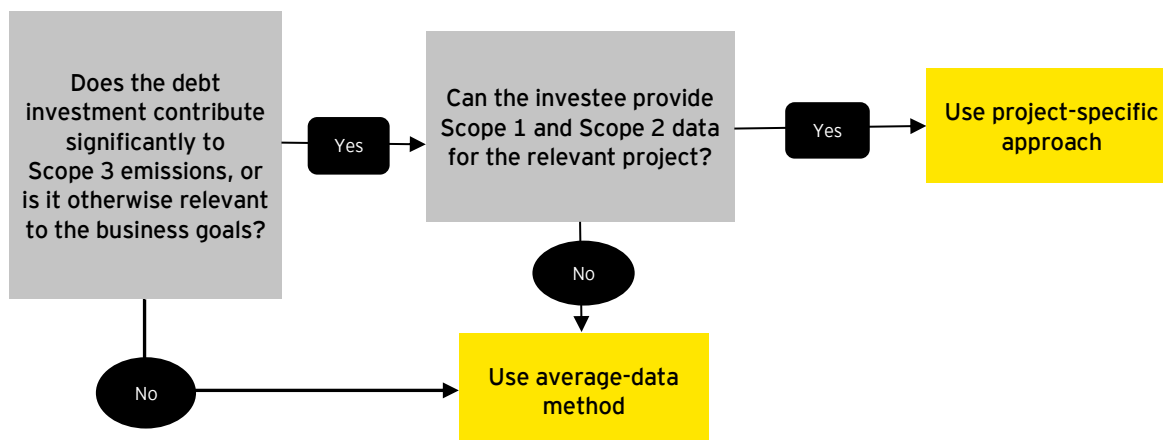 Does the debt
investment contribute
significantly to
Scope 3 emissions, or
is it otherwise relevant
to the business goals?
Yes
Can the investee provide
Scope 1 and Scope 2 data
for the relevant project?
Yes
Use project-specific
approach
No
No
Use average-data
method